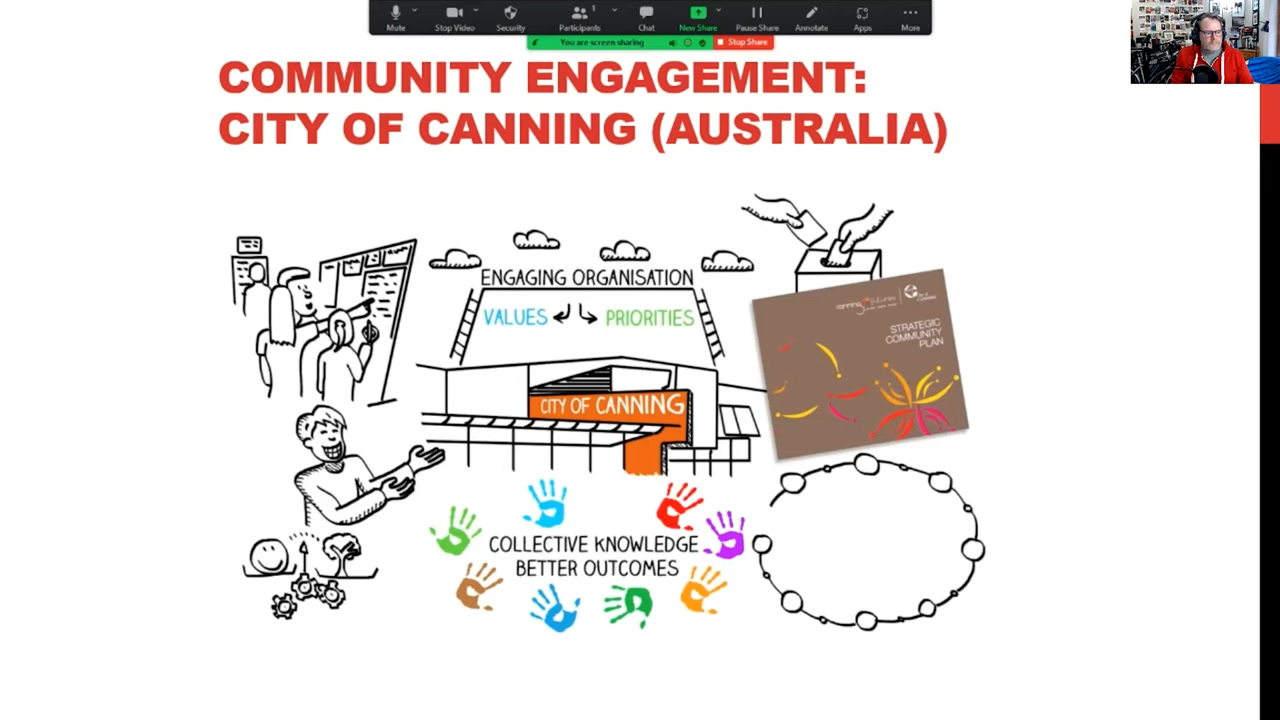 1
Mute
Stop Video
Security
Participants
Chat
New Share
Pause Share
Annotate
Apps
More
You are screen sharing
Stop Share
COMMUNITY ENGAGEMENT:
CITY OF CANNING (AUSTRALIA)
ENGAGING ORGANISATION
VALUES
PRIORITIES
STRATEGIC
COMMUNITY
PLAN
CITY OF CANNING
COLLECTIVE KNOWLEDGE
BETTER OUTCOMES